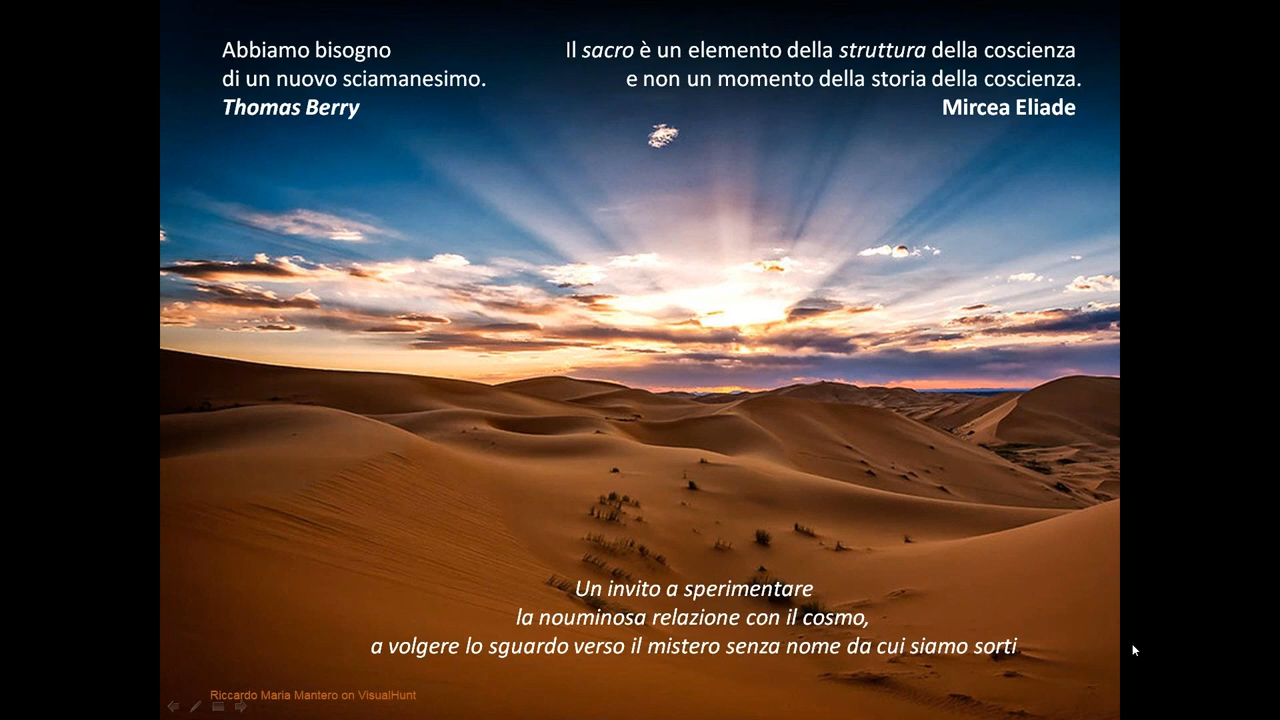 Abbiamo bisogno
di un nuovo sciamanesimo.
Thomas Berry
Il sacro è un elemento della struttura della coscienza
e non un momento della storia della coscienza.
Mircea Eliade
Un invito a sperimentare
la nouminosa relazione con il cosmo,
a volgere lo sguardo verso il mistero senza nome da cui siamo sorti
Riccardo Maria Mantero on VisualHunt